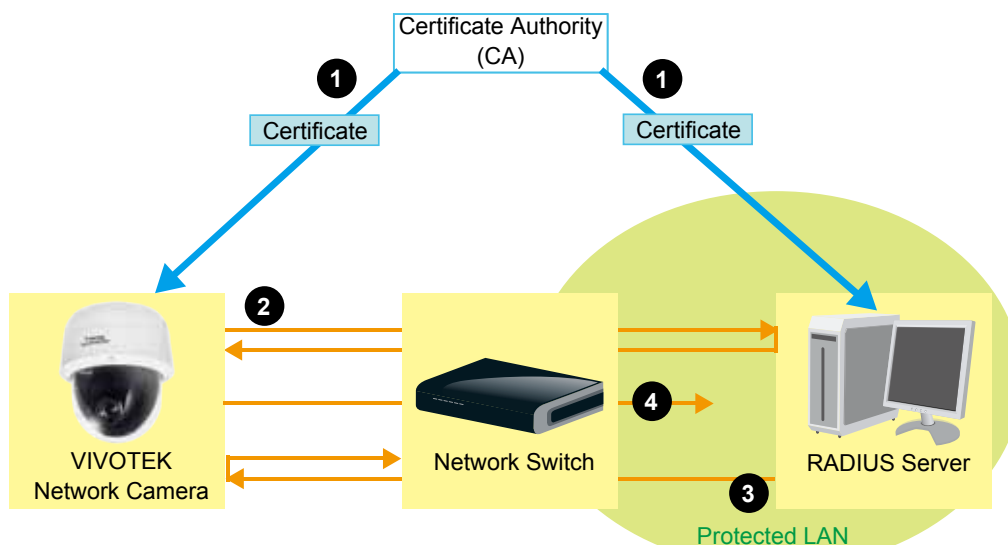 Certificate Authority
(CA)
1
1
Certificate
Certificate
2
4
VIVOTEK
Network Camera
Network Switch
RADIUS Server
3
Protected LAN